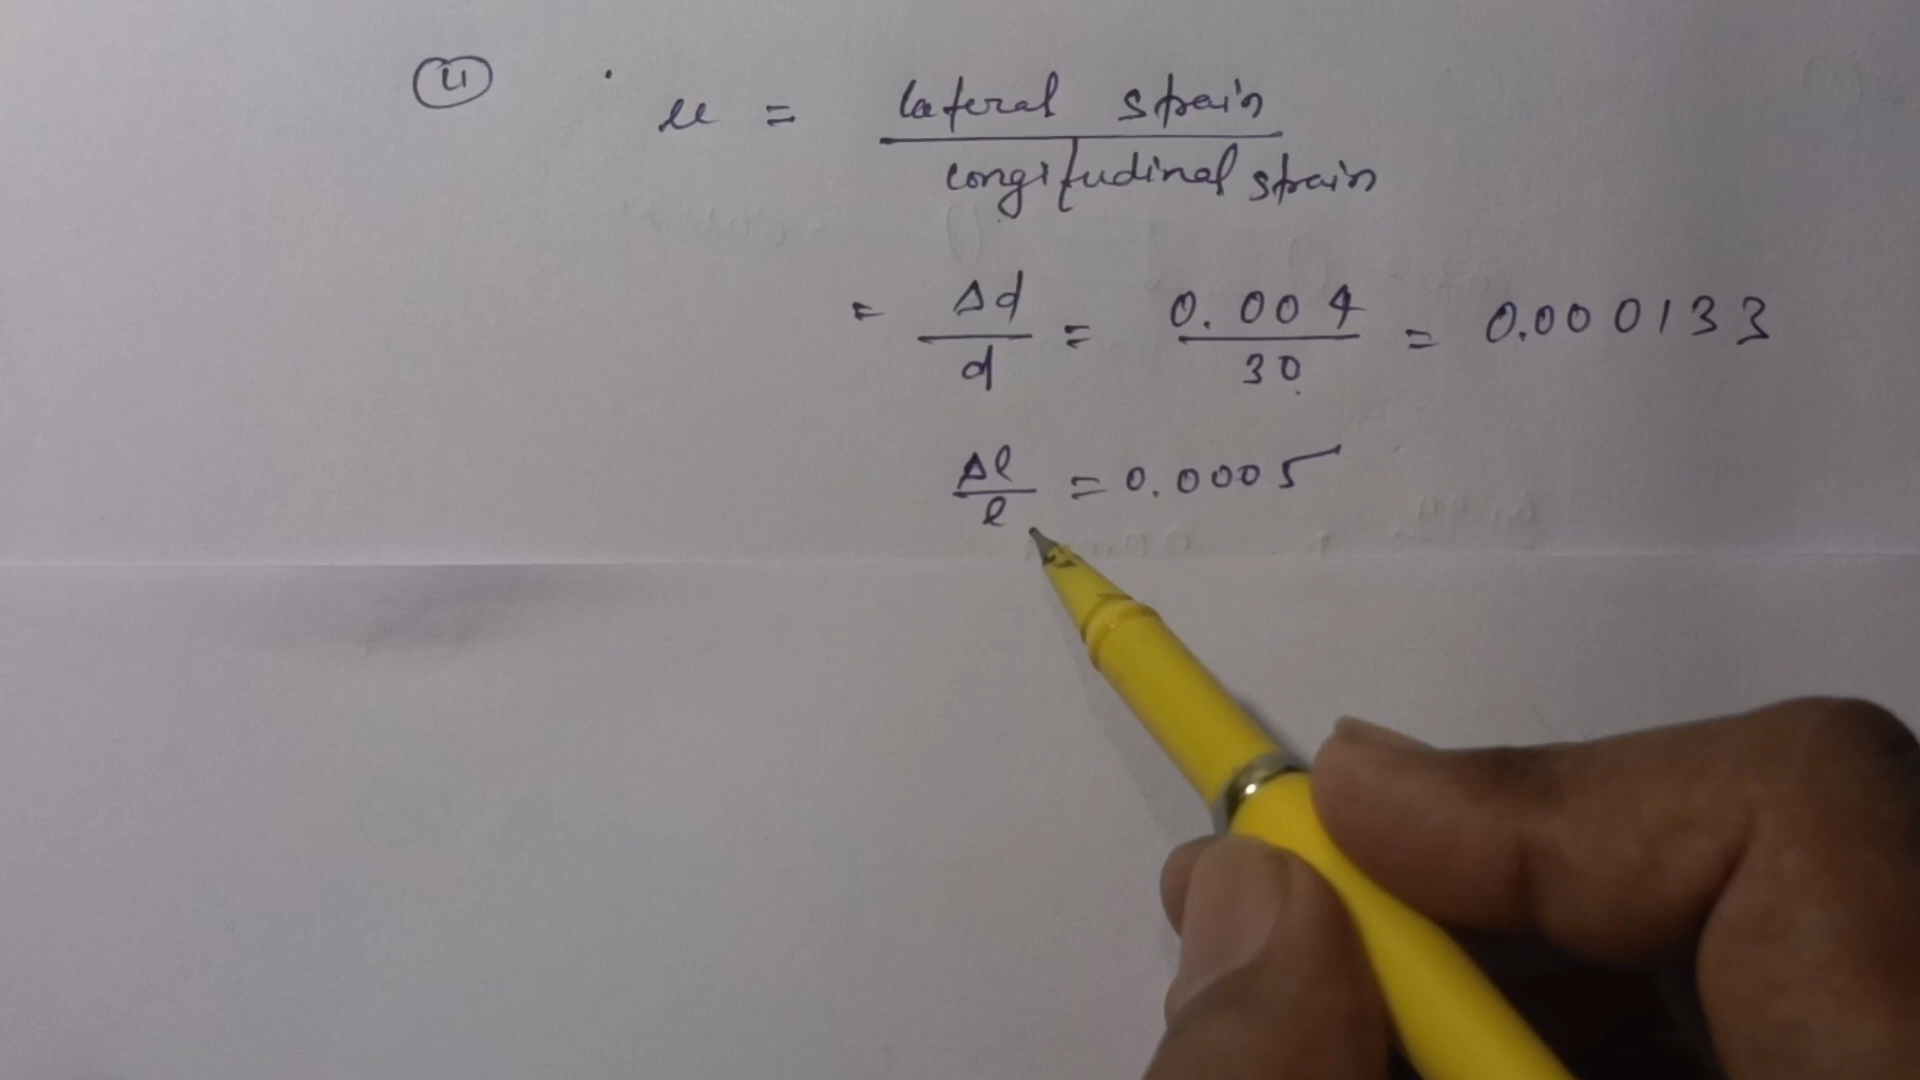 (4) μ = lateral strain
longitudinal strain
= Δd / d = 0.004 / 30 = 0.000133
Δl / l = 0.0005